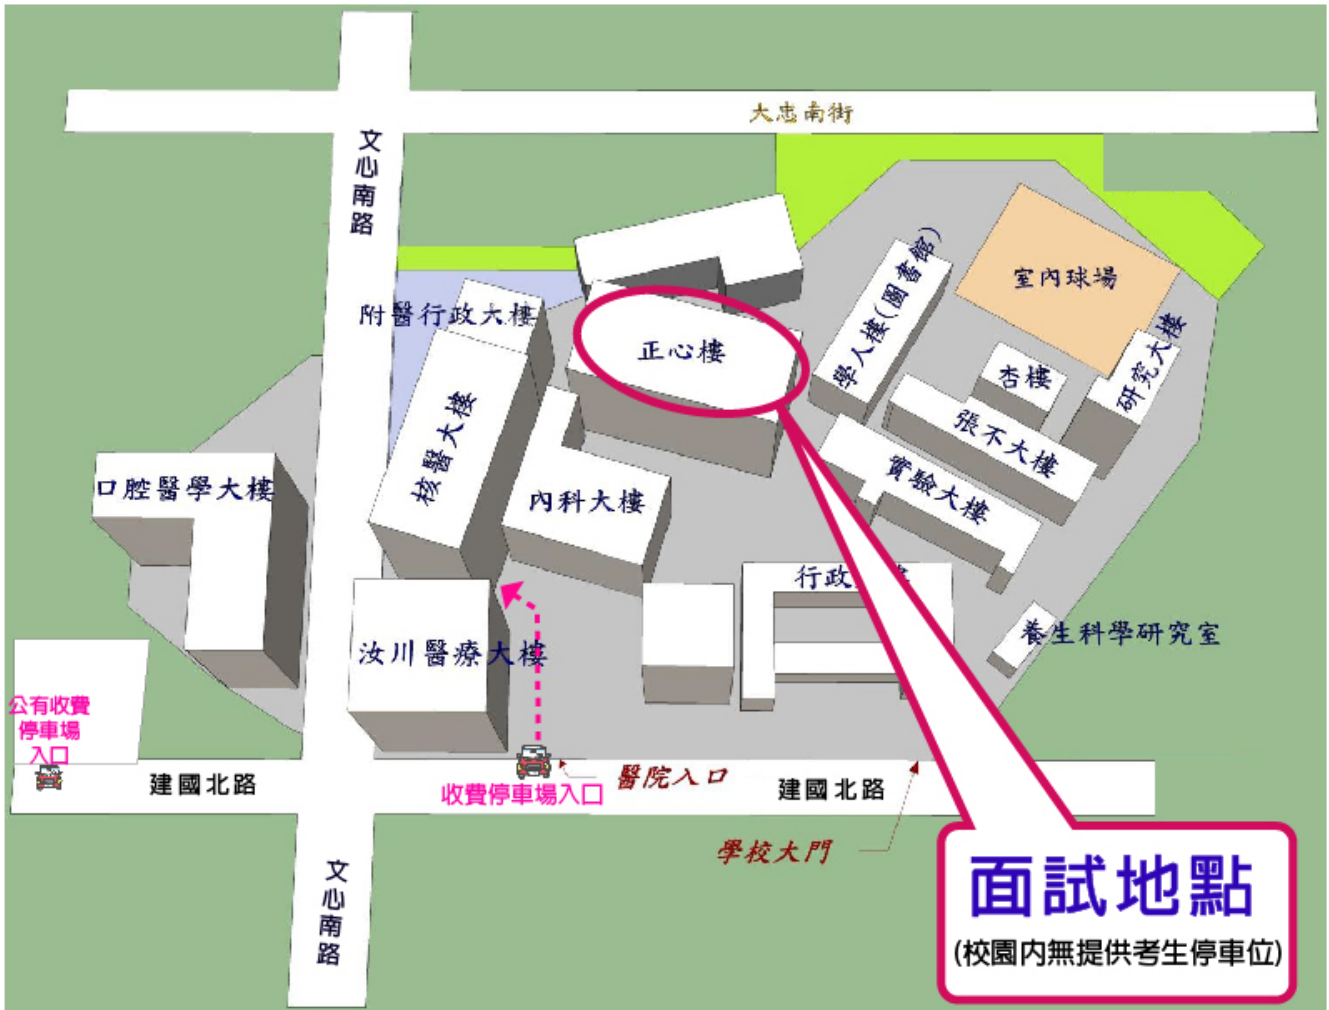 大忠南街
文心南路
室內球場
學人樓(圖書館)
附醫行政大樓
正心樓
研究大樓
杏樓
張不大樓
核醫大樓
實驗大樓
口腔醫學大樓
內科大樓
行政
養生科學研究室
汝川醫療大樓
公有收費
停車場
入口
建國北路
收費停車場入口
醫院入口
建國北路
學校大門
文心南路
面試地點
(校園內無提供考生停車位)